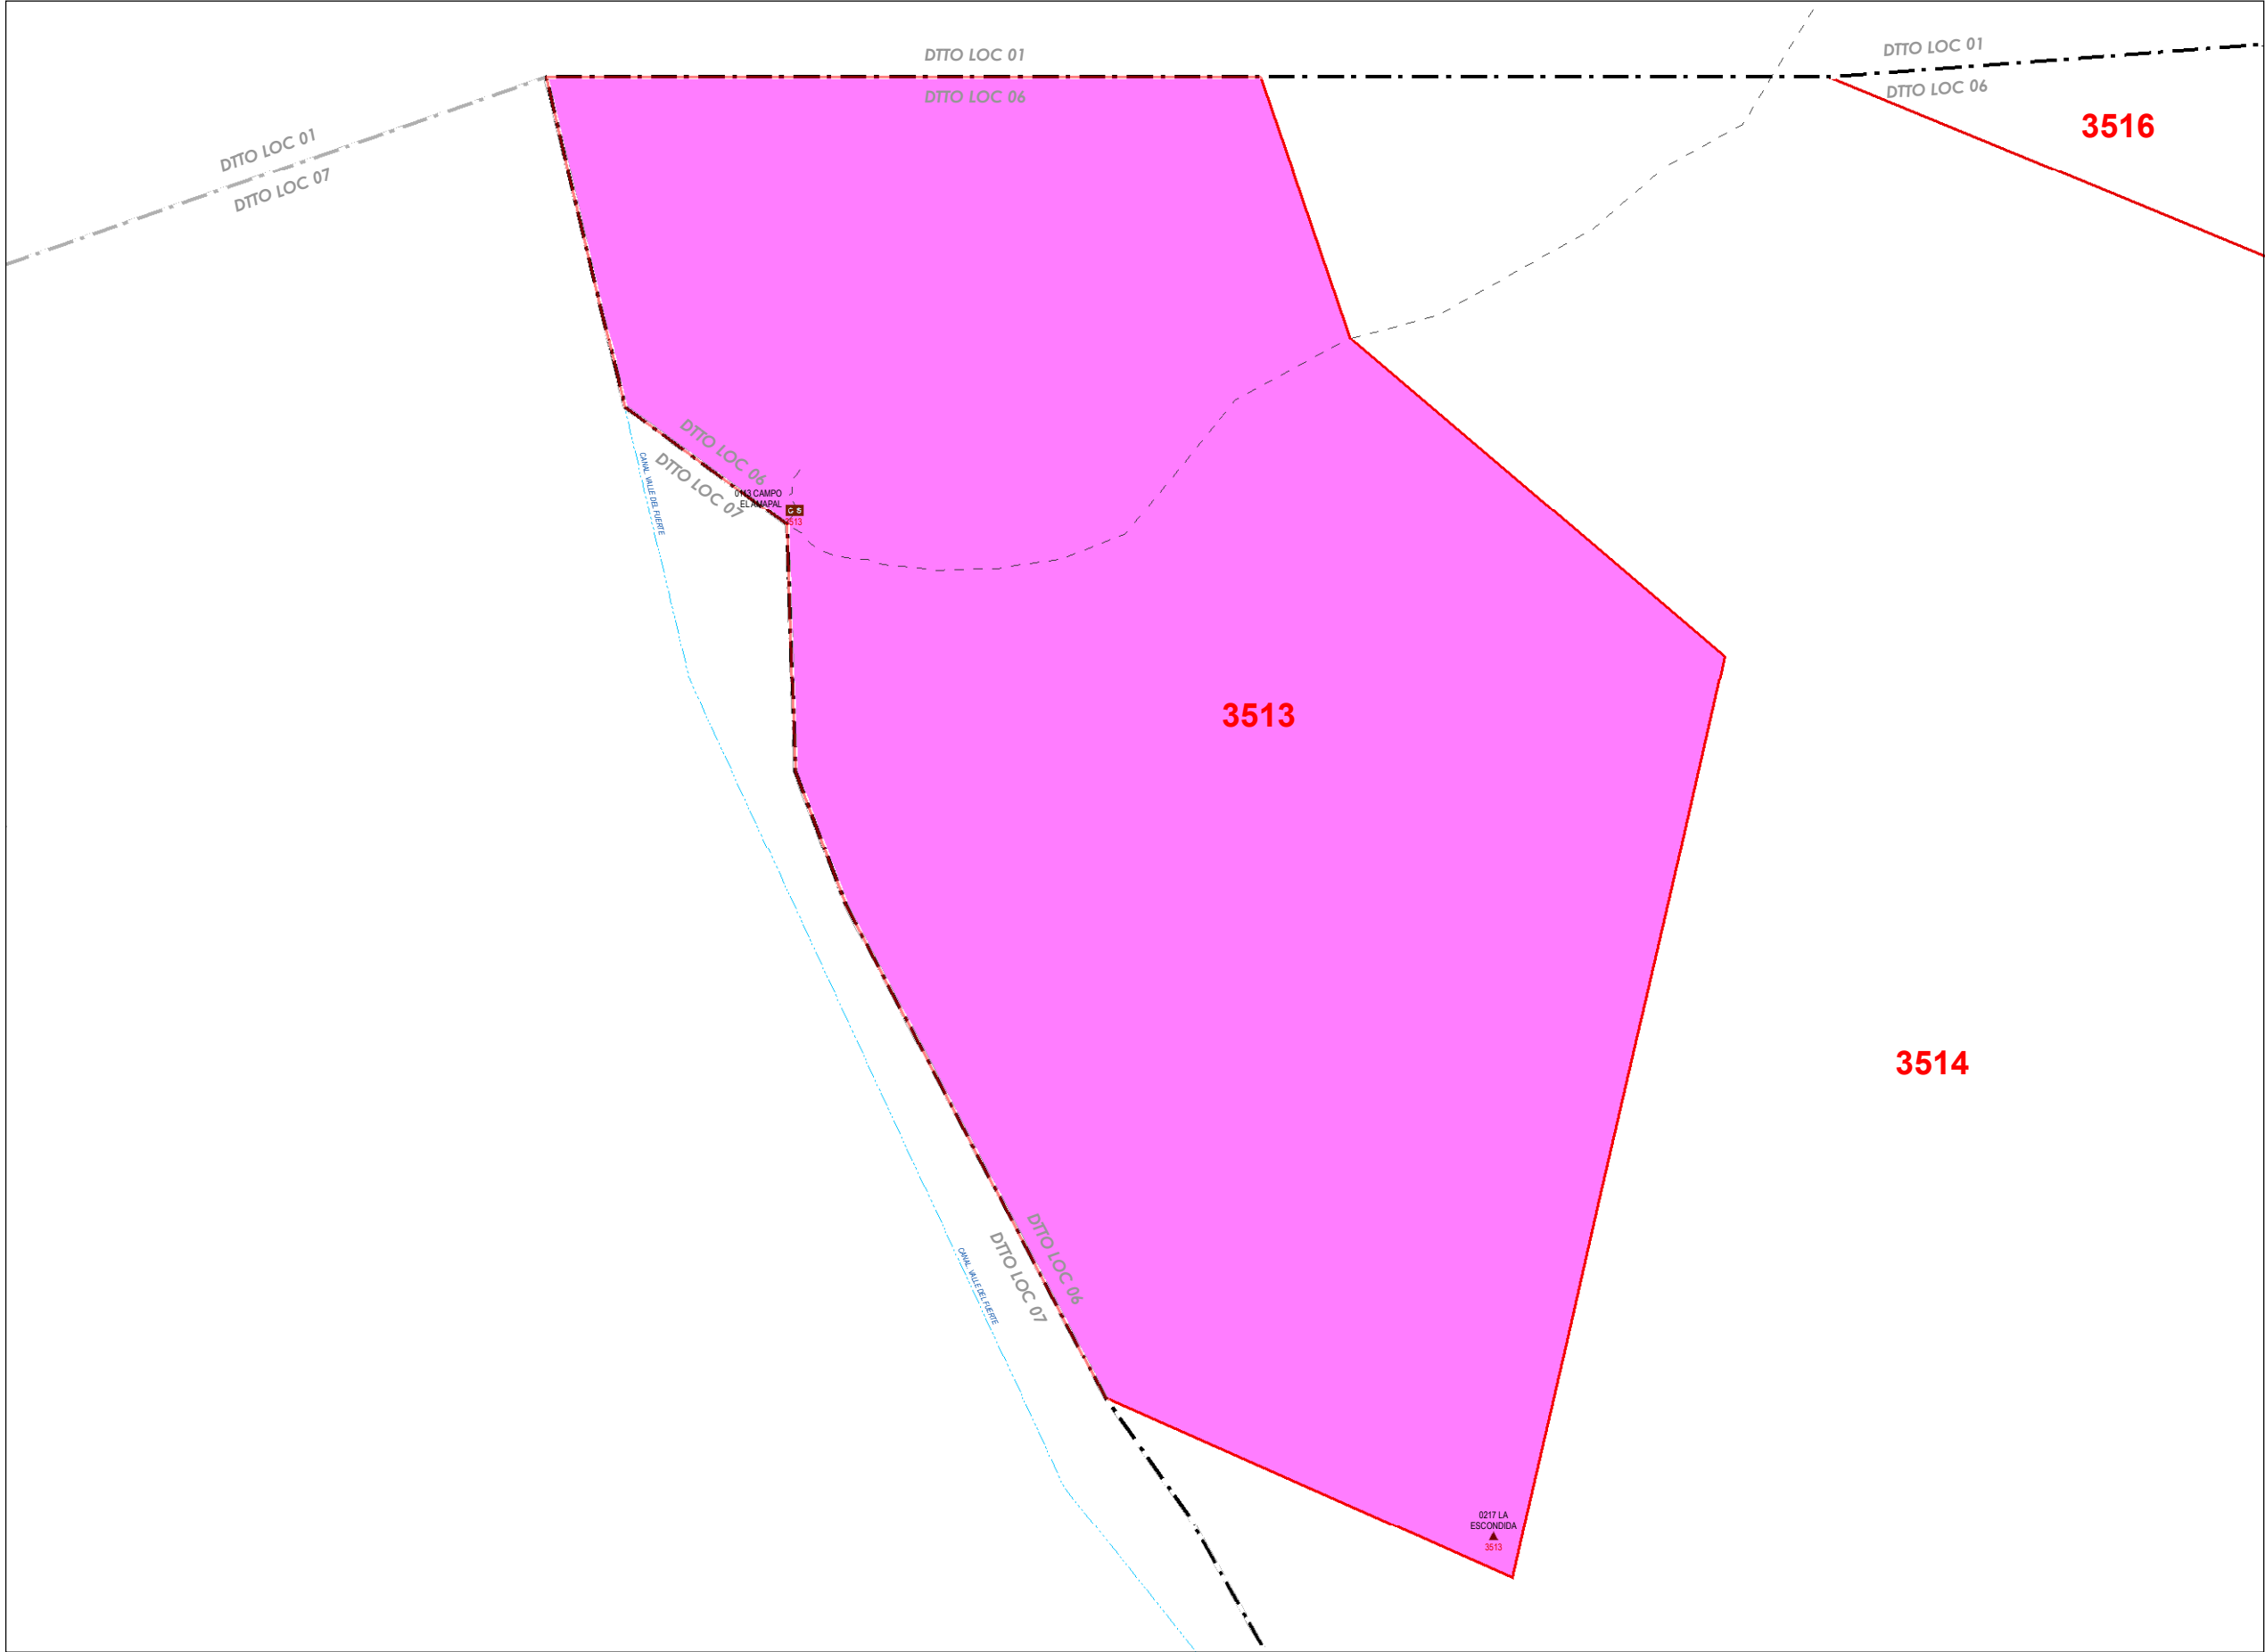 DTTO LOC 01
DTTO LOC 01
DTTO LOC 06
DTTO LOC 06
3516
DTTO LOC 01
DTTO LOC 07
DTTO LOC 06
DTTO LOC 07
CANAL VALLE DEL FUERTE
0113 CAMPO
EL AMAPAL
C S
3513
3513
3514
DTTO LOC 06
DTTO LOC 07
CANAL VALLE DEL FUERTE
0217 LA
ESCONDIDA
3513